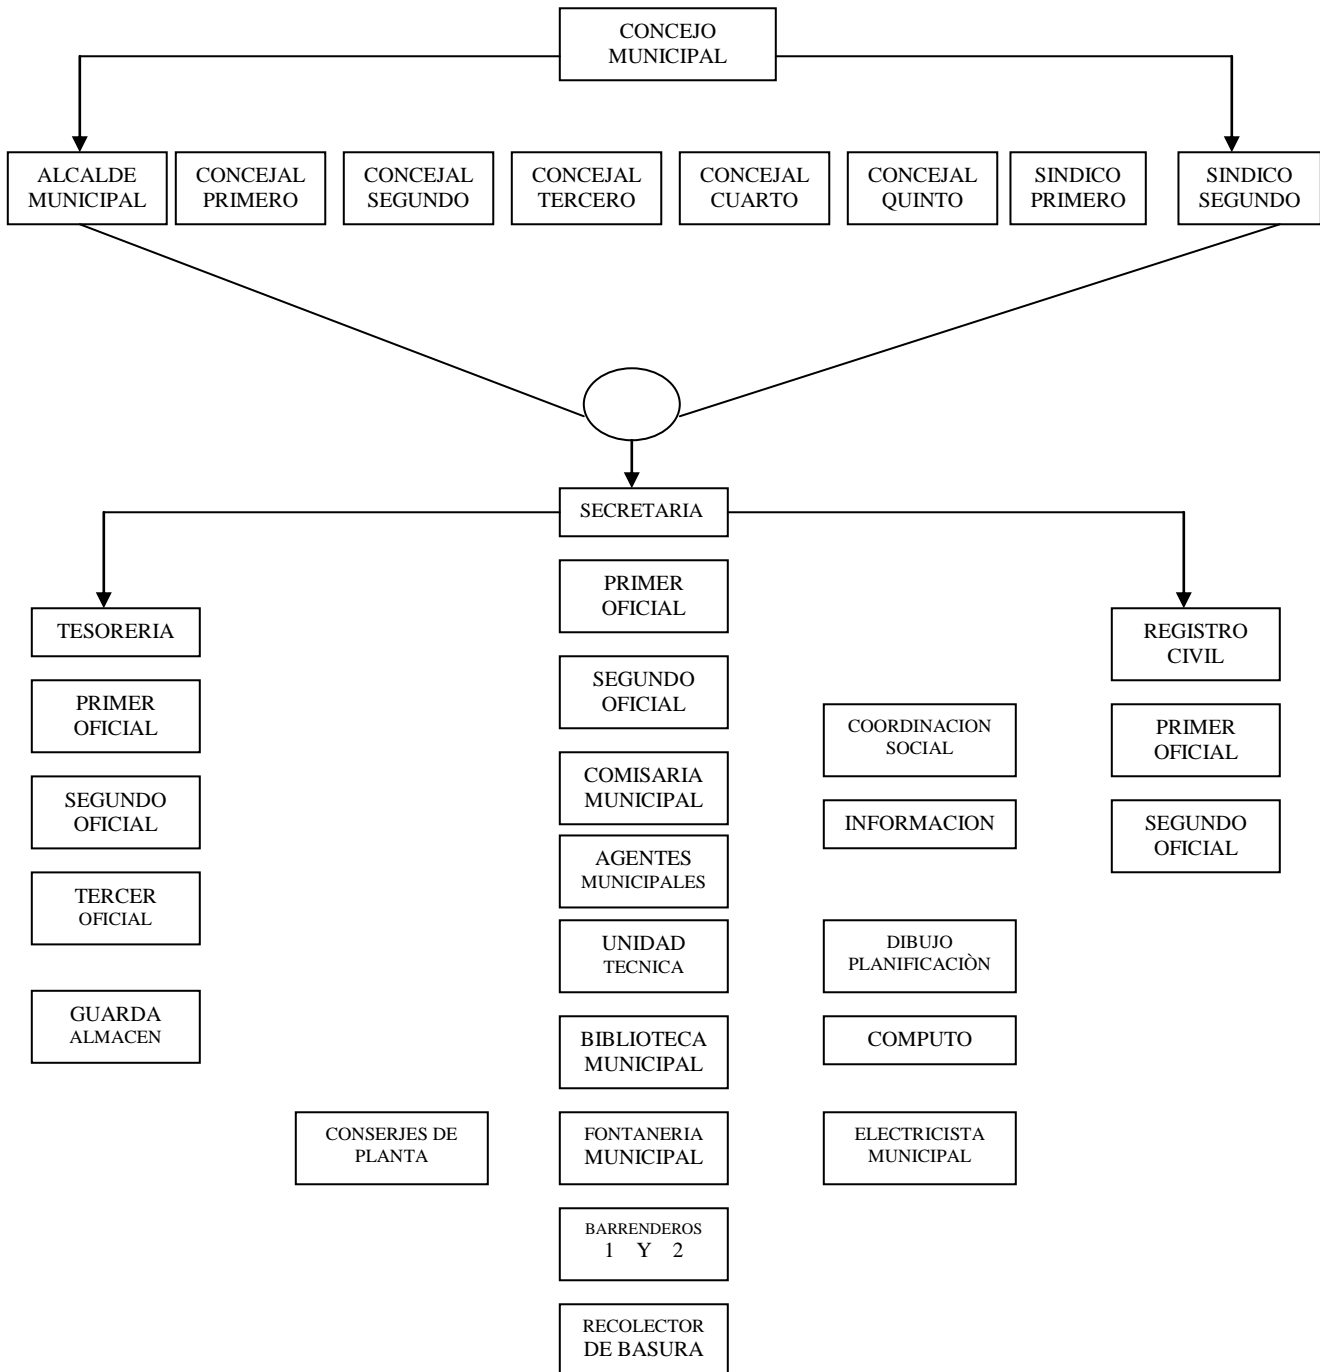 CONCEJO
MUNICIPAL
ALCALDE
MUNICIPAL
CONCEJAL
PRIMERO
CONCEJAL
SEGUNDO
CONCEJAL
TERCERO
CONCEJAL
CUARTO
CONCEJAL
QUINTO
SINDICO
PRIMERO
SINDICO
SEGUNDO
SECRETARIA
PRIMER
OFICIAL
TESORERIA
REGISTRO
CIVIL
SEGUNDO
OFICIAL
PRIMER
OFICIAL
COORDINACION
SOCIAL
PRIMER
OFICIAL
COMISARIA
MUNICIPAL
SEGUNDO
OFICIAL
INFORMACION
SEGUNDO
OFICIAL
AGENTES
MUNICIPALES
TERCER
OFICIAL
UNIDAD
TECNICA
DIBUJO
PLANIFICACIÒN
GUARDA
ALMACEN
BIBLIOTECA
MUNICIPAL
COMPUTO
CONSERJES DE
PLANTA
FONTANERIA
MUNICIPAL
ELECTRICISTA
MUNICIPAL
BARRENDEROS
1 Y 2
RECOLECTOR
DE BASURA